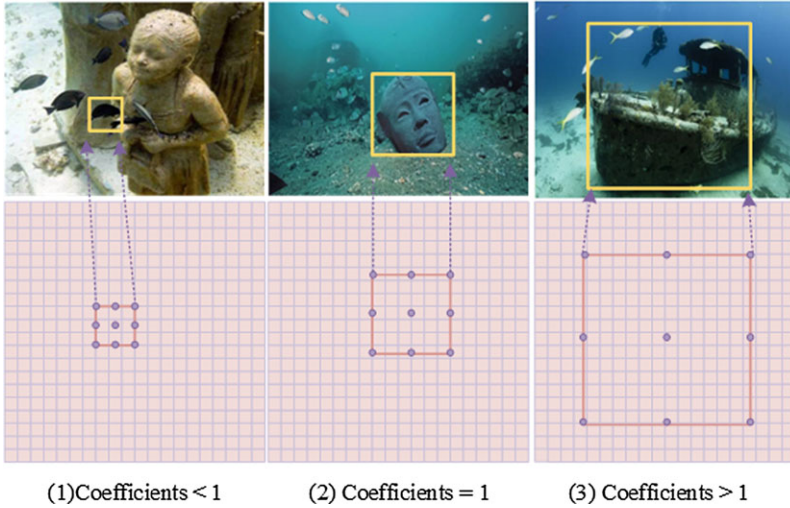 (1)Coefficients < 1
(2) Coefficients = 1
(3) Coefficients > 1